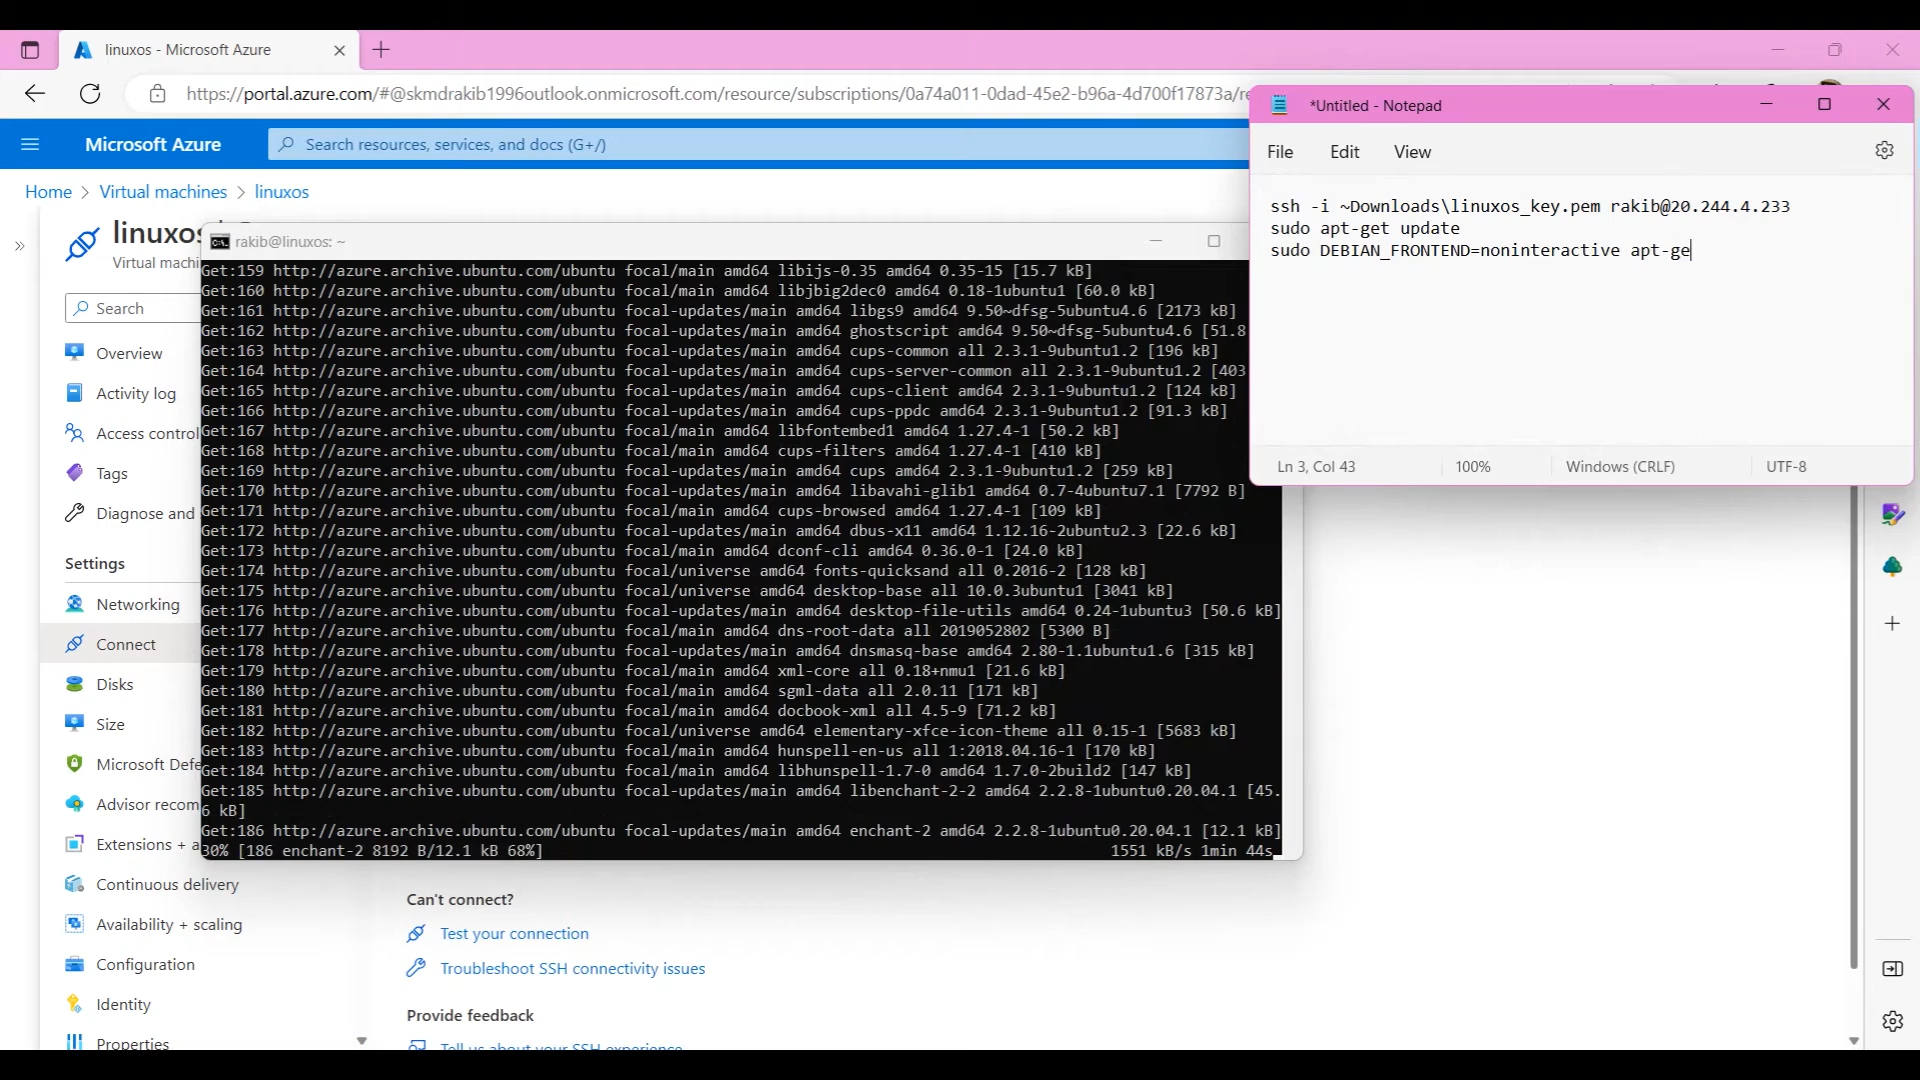 linuxos - Microsoft Azure
https://portal.azure.com/#@skmdrakib1996outlook.onmicrosoft.com/resource/subscriptions/0a74a011-0dad-45e2-b96a-4d700f17873a/re
Microsoft Azure
Search resources, services, and docs (G+/)
Home > Virtual machines > linuxos
linuxos
Virtual machi
Search
Overview
Activity log
Access control
Tags
Diagnose and
Settings
Networking
Connect
Disks
Size
Microsoft Defe
Advisor recom
Extensions + a
Continuous delivery
Availability + scaling
Configuration
Identity
Properties
rakib@linuxos: ~
Get:159 http://azure.archive.ubuntu.com/ubuntu focal/main amd64 libijs-0.35 amd64 0.35-15 [15.7 kB]
Get:160 http://azure.archive.ubuntu.com/ubuntu focal/main amd64 libjbig2dec0 amd64 0.18-1ubuntu1 [60.0 kB]
Get:161 http://azure.archive.ubuntu.com/ubuntu focal-updates/main amd64 libgs9 amd64 9.50~dfsg-5ubuntu4.6 [2173 kB]
Get:162 http://azure.archive.ubuntu.com/ubuntu focal-updates/main amd64 ghostscript amd64 9.50~dfsg-5ubuntu4.6 [51.8
Get:163 http://azure.archive.ubuntu.com/ubuntu focal-updates/main amd64 cups-common all 2.3.1-9ubuntu1.2 [196 kB]
Get:164 http://azure.archive.ubuntu.com/ubuntu focal-updates/main amd64 cups-server-common all 2.3.1-9ubuntu1.2 [403
Get:165 http://azure.archive.ubuntu.com/ubuntu focal-updates/main amd64 cups-client amd64 2.3.1-9ubuntu1.2 [124 kB]
Get:166 http://azure.archive.ubuntu.com/ubuntu focal-updates/main amd64 cups-ppdc amd64 2.3.1-9ubuntu1.2 [91.3 kB]
Get:167 http://azure.archive.ubuntu.com/ubuntu focal/main amd64 libfontembed1 amd64 1.27.4-1 [50.2 kB]
Get:168 http://azure.archive.ubuntu.com/ubuntu focal/main amd64 cups-filters amd64 1.27.4-1 [410 kB]
Get:169 http://azure.archive.ubuntu.com/ubuntu focal-updates/main amd64 cups amd64 2.3.1-9ubuntu1.2 [259 kB]
Get:170 http://azure.archive.ubuntu.com/ubuntu focal-updates/main amd64 libavahi-glib1 amd64 0.7-4ubuntu7.1 [7792 B]
Get:171 http://azure.archive.ubuntu.com/ubuntu focal/main amd64 cups-browsed amd64 1.27.4-1 [109 kB]
Get:172 http://azure.archive.ubuntu.com/ubuntu focal-updates/main amd64 dbus-x11 amd64 1.12.16-2ubuntu2.3 [22.6 kB]
Get:173 http://azure.archive.ubuntu.com/ubuntu focal/main amd64 dconf-cli amd64 0.36.0-1 [24.0 kB]
Get:174 http://azure.archive.ubuntu.com/ubuntu focal/universe amd64 fonts-quicksand all 0.2016-2 [128 kB]
Get:175 http://azure.archive.ubuntu.com/ubuntu focal/universe amd64 desktop-base all 10.0.3ubuntu1 [3041 kB]
Get:176 http://azure.archive.ubuntu.com/ubuntu focal-updates/main amd64 desktop-file-utils amd64 0.24-1ubuntu3 [50.6 kB]
Get:177 http://azure.archive.ubuntu.com/ubuntu focal/main amd64 dns-root-data all 2019052802 [5300 B]
Get:178 http://azure.archive.ubuntu.com/ubuntu focal-updates/main amd64 dnsmasq-base amd64 2.80-1.1ubuntu1.6 [315 kB]
Get:179 http://azure.archive.ubuntu.com/ubuntu focal/main amd64 xml-core all 0.18+nmu1 [21.6 kB]
Get:180 http://azure.archive.ubuntu.com/ubuntu focal/main amd64 sgml-data all 2.0.11 [171 kB]
Get:181 http://azure.archive.ubuntu.com/ubuntu focal/main amd64 docbook-xml all 4.5-9 [71.2 kB]
Get:182 http://azure.archive.ubuntu.com/ubuntu focal/universe amd64 elementary-xfce-icon-theme all 0.15-1 [5683 kB]
Get:183 http://azure.archive.ubuntu.com/ubuntu focal/main amd64 hunspell-en-us all 1:2018.04.16-1 [170 kB]
Get:184 http://azure.archive.ubuntu.com/ubuntu focal/main amd64 libhunspell-1.7-0 amd64 1.7.0-2build2 [147 kB]
Get:185 http://azure.archive.ubuntu.com/ubuntu focal-updates/main amd64 libenchant-2-2 amd64 2.2.8-1ubuntu0.20.04.1 [45.
6 kB]
Get:186 http://azure.archive.ubuntu.com/ubuntu focal-updates/main amd64 enchant-2 amd64 2.2.8-1ubuntu0.20.04.1 [12.1 kB]
30% [186 enchant-2 8192 B/12.1 kB 68%] 1551 kB/s 1min 44s
*Untitled - Notepad
File Edit View
ssh -i ~Downloads\linuxos_key.pem rakib@20.244.4.233
sudo apt-get update
sudo DEBIAN_FRONTEND=noninteractive apt-ge
Ln 3, Col 43 100% Windows (CRLF) UTF-8
Can't connect?
Test your connection
Troubleshoot SSH connectivity issues
Provide feedback
Tell us about your SSH experience